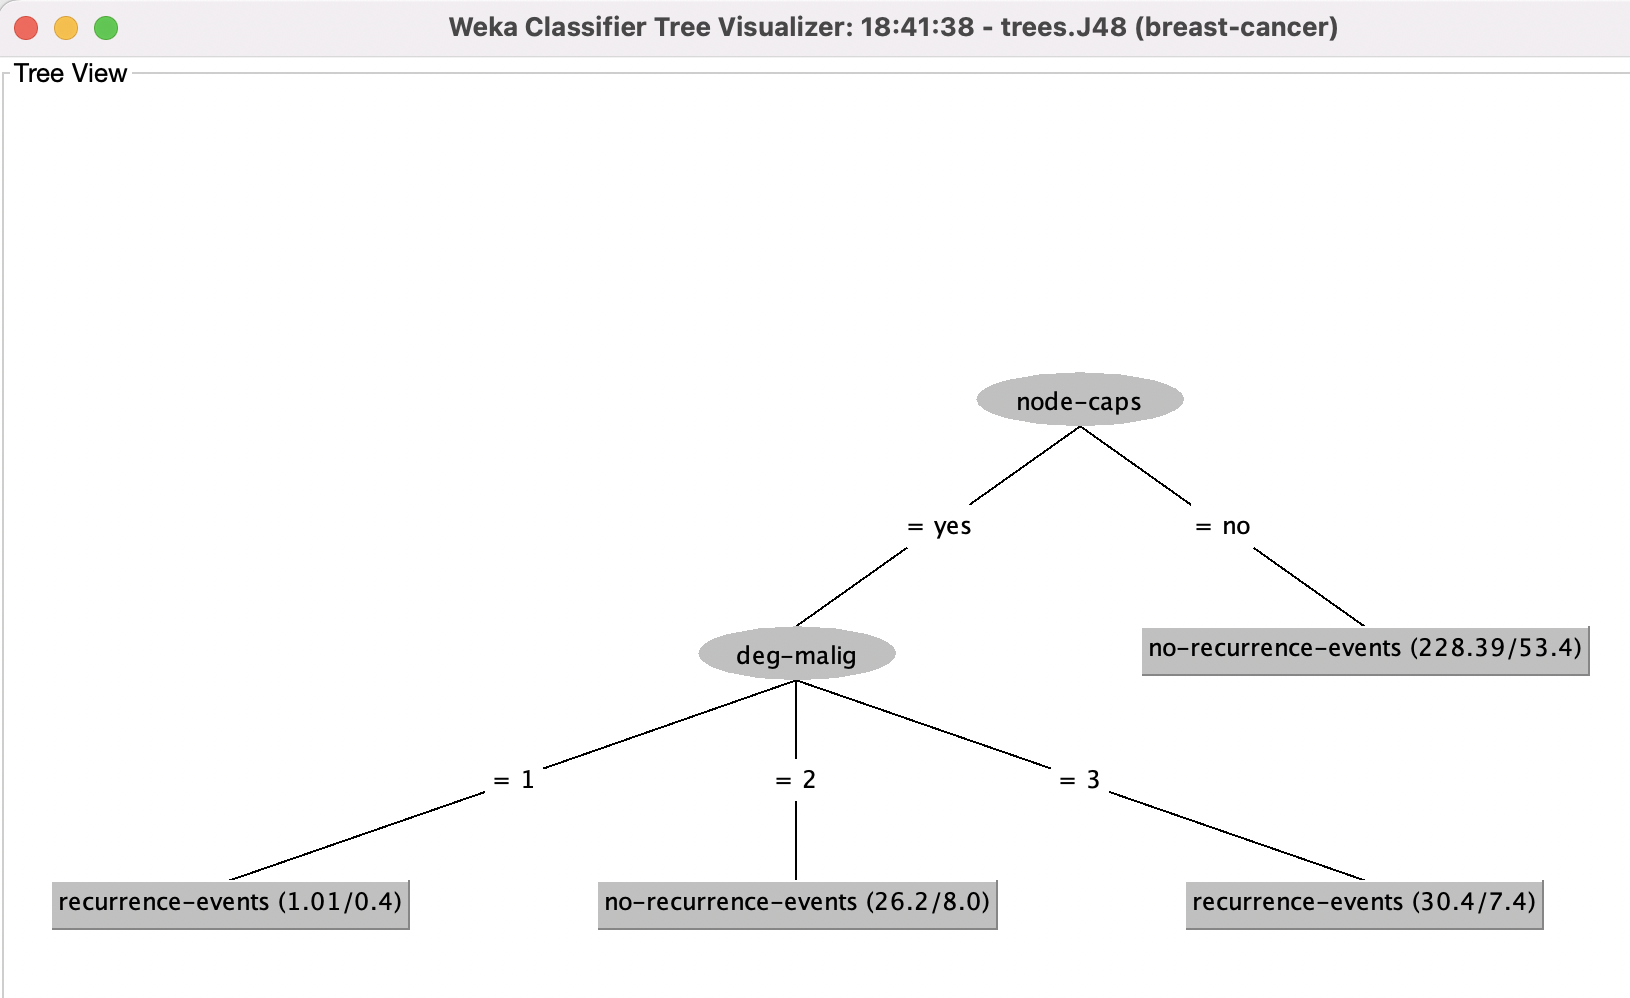 Weka Classifier Tree Visualizer: 18:41:38 - trees.J48 (breast-cancer)
Tree View
node-caps
= yes
= no
deg-malig
no-recurrence-events (228.39/53.4)
= 1
= 2
= 3
recurrence-events (1.01/0.4)
no-recurrence-events (26.2/8.0)
recurrence-events (30.4/7.4)